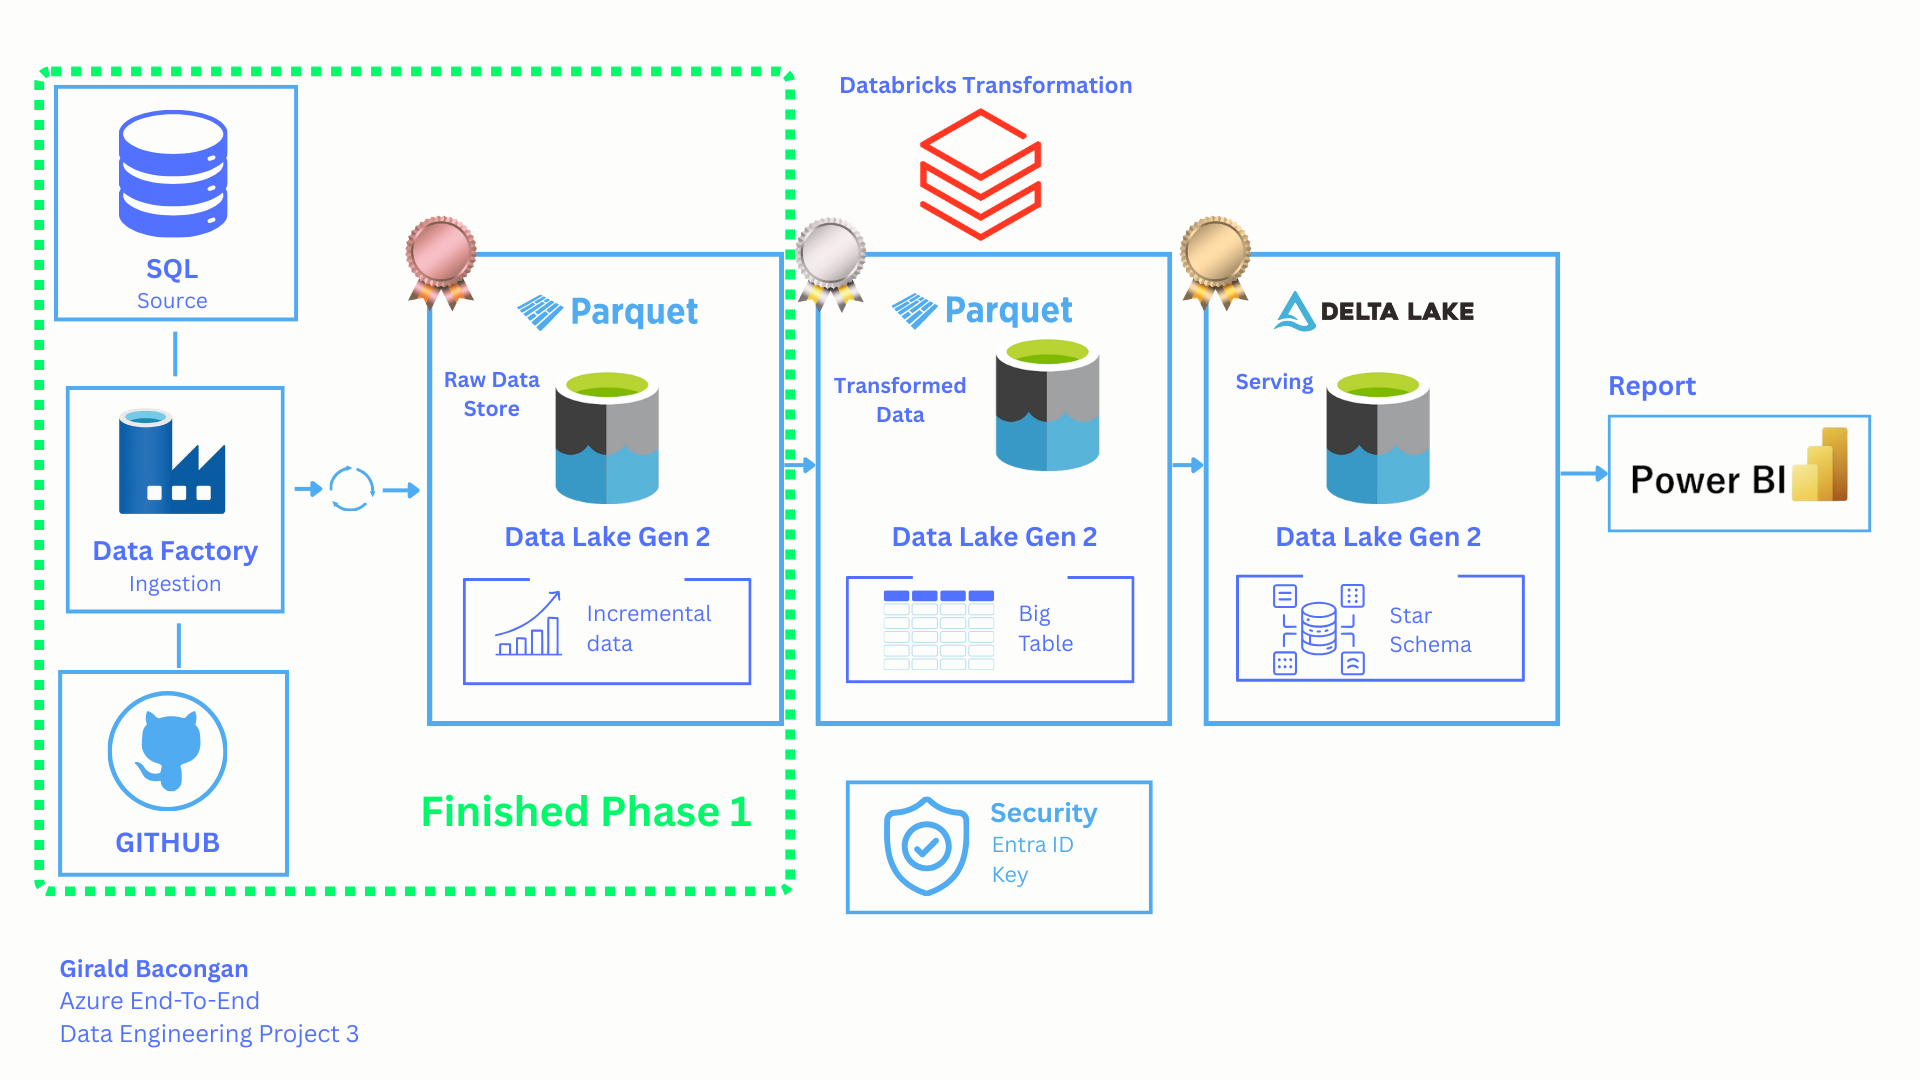 Databricks Transformation
SQL
Source
Data Factory
Ingestion
GITHUB
Parquet
Raw Data
Store
Data Lake Gen 2
Incremental
data
Finished Phase 1
Parquet
Transformed
Data
Data Lake Gen 2
Big
Table
DELTA LAKE
Serving
Data Lake Gen 2
Star
Schema
Report
Power BI
Security
Entra ID
Key
Girald Bacongan
Azure End-To-End
Data Engineering Project 3